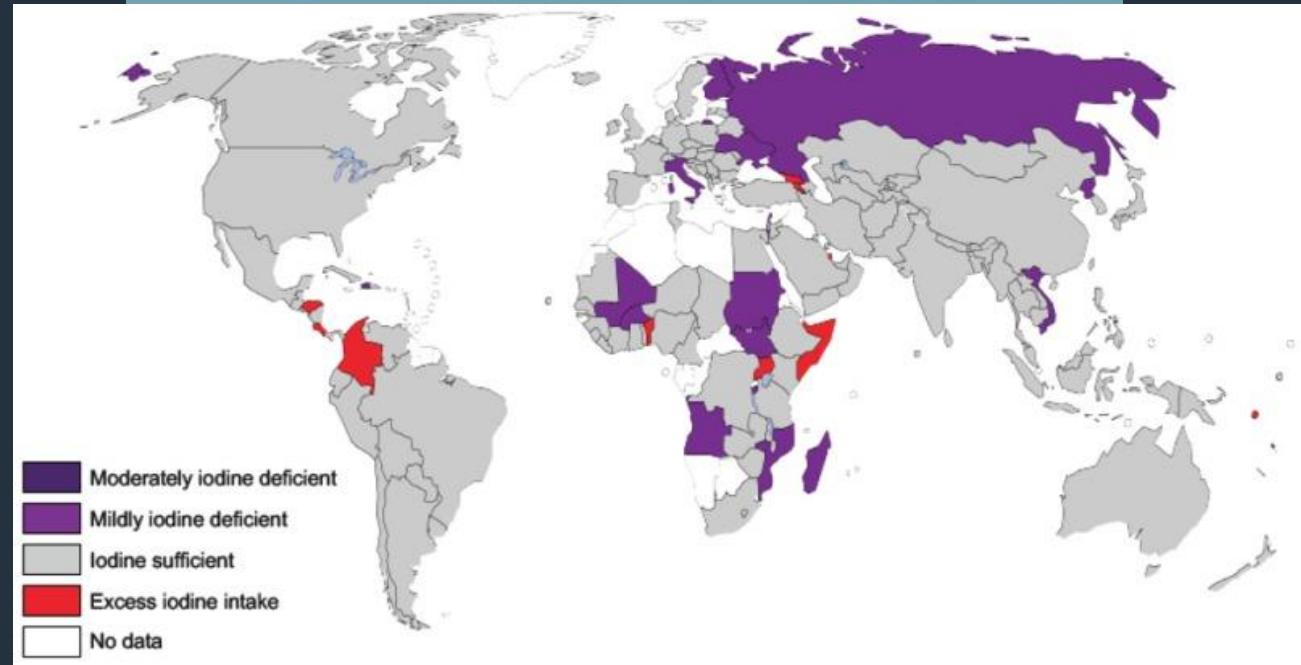 Moderately iodine deficient
Mildly iodine deficient
Iodine sufficient
Excess iodine intake
No data